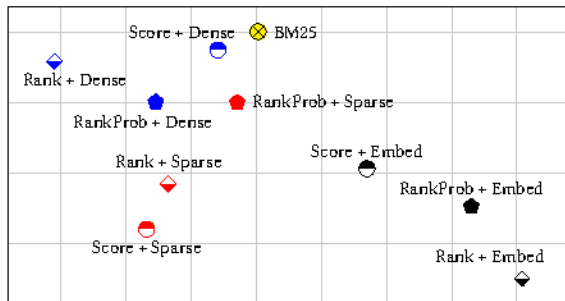 Score + Dense
BM25
Rank + Dense
RankProb + Sparse
RankProb + Dense
Score + Embed
Rank + Sparse
RankProb + Embed
Score + Sparse
Rank + Embed